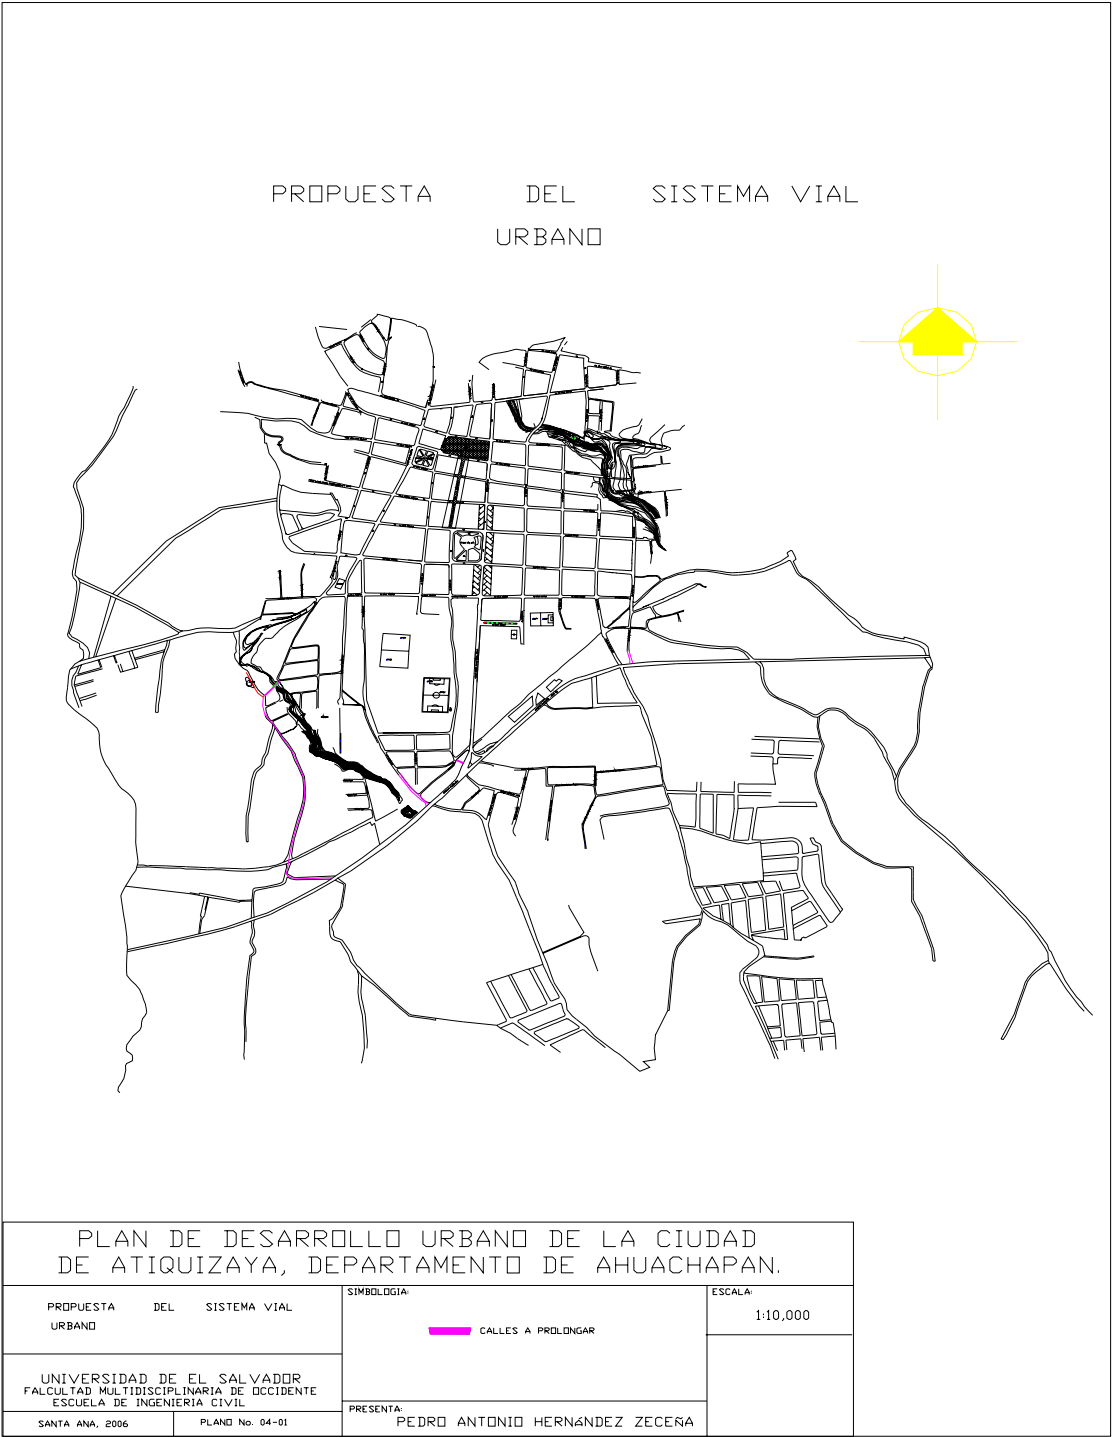 PROPUESTA DEL SISTEMA VIAL
URBANO
PLAN DE DESARROLLO URBANO DE LA CIUDAD
DE ATIQUIZAYA, DEPARTAMENTO DE AHUACHAPAN.
PROPUESTA DEL SISTEMA VIAL
URBANO
UNIVERSIDAD DE EL SALVADOR
FALCULTAD MULTIDISCIPLINARIA DE OCCIDENTE
ESCUELA DE INGENIERIA CIVIL
SANTA ANA, 2006
PLANO No. 04-01
SIMBOLOGIA:
CALLES A PROLONGAR
PRESENTA:
PEDRO ANTONIO HERNáNDEZ ZECEÑA
ESCALA:
1:10,000